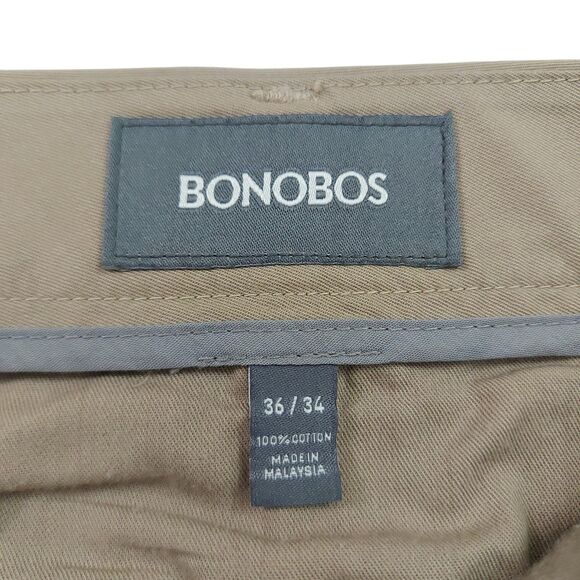 BONOBOS
36 / 34
100% COTTON
MADE IN
MALAYSIA